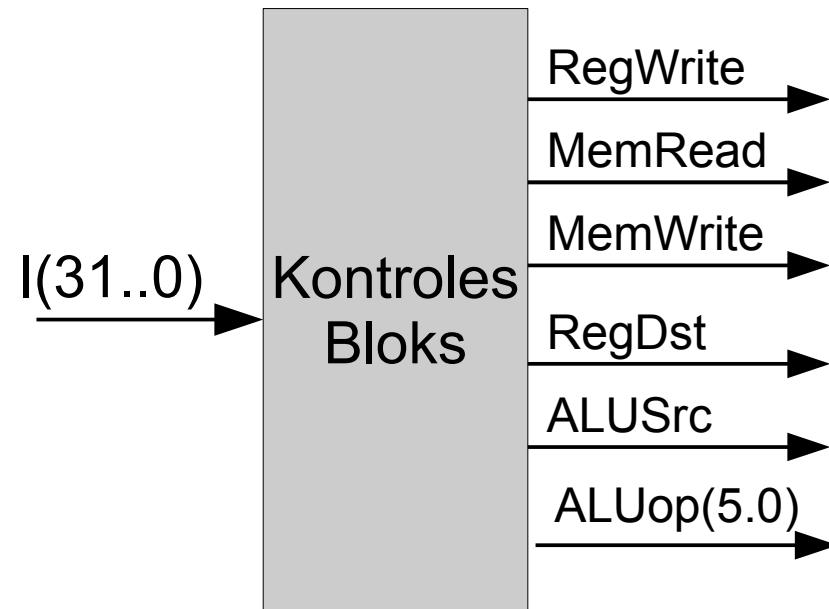 I(31..0)
Kontroles
Bloks
RegWrite
MemRead
MemWrite
RegDst
ALUSrc
ALUop(5.0)